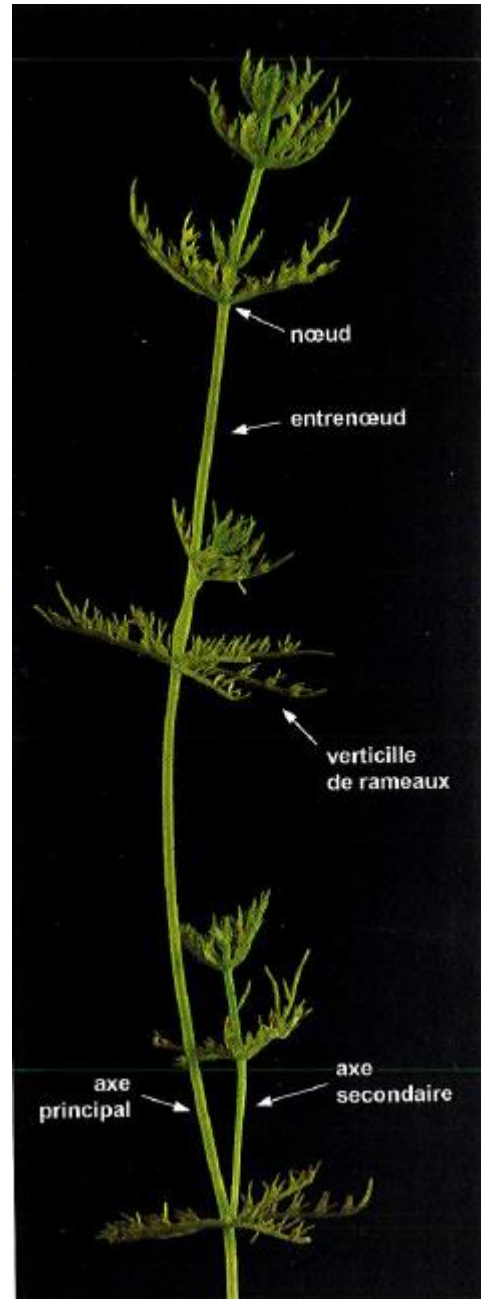 nœud
entrenœud
verticille
de rameaux
axe
principal
axe
secondaire